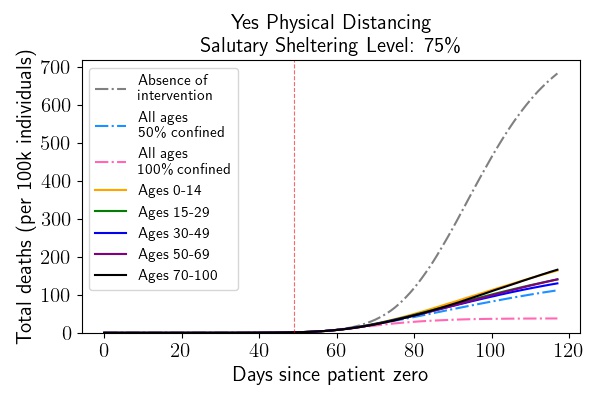 Yes Physical Distancing
Salutary Sheltering Level: 75%
Total deaths (per 100k individuals)
700
600
500
400
300
200
100
0
Absence of
intervention
All ages
50% confined
All ages
100% confined
Ages 0-14
Ages 15-29
Ages 30-49
Ages 50-69
Ages 70-100
0 20 40 60 80 100 120
Days since patient zero